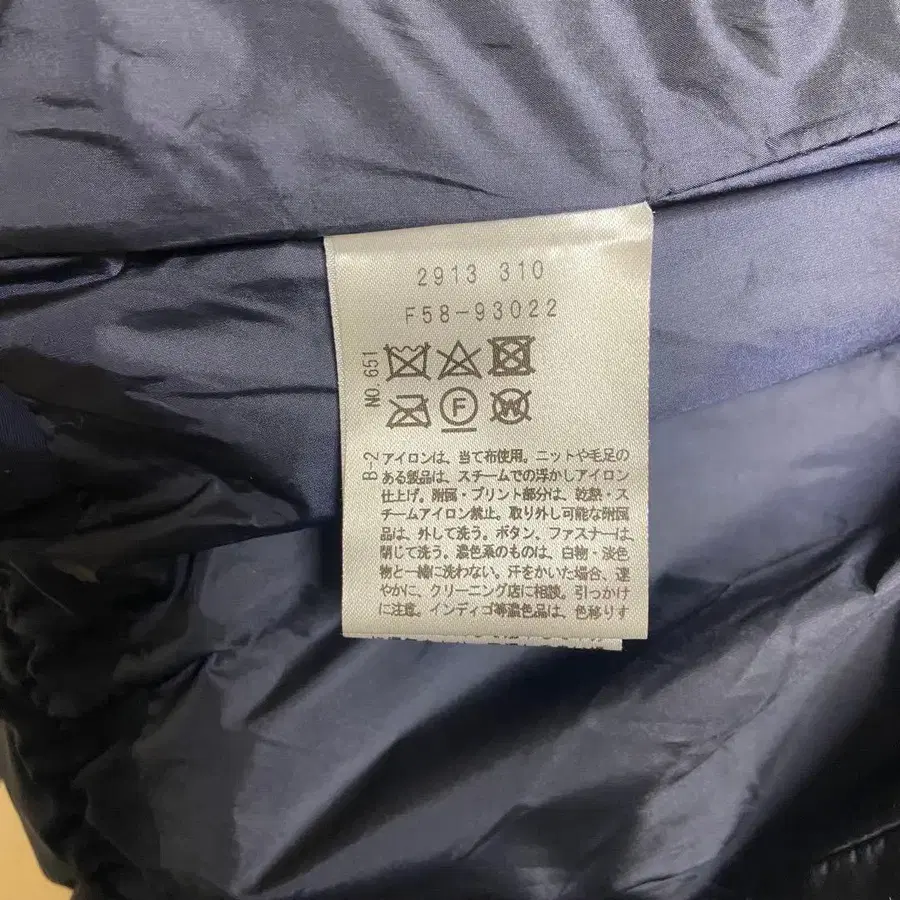 2913 310
F58-93022
NO.651
F
W
B-2
アイロンは、当て布使用。ニットや毛足の
ある製品は、スチームでの浮かしアイロン
仕上げ。附属・プリント部分は、乾熱・ス
チームアイロン禁止。取り外し可能な附属
品は、外して洗う。ボタン、ファスナーは、
閉じて洗う。濃色系のものは、白物・淡色
物と一緒に洗わない。汗をかいた場合、速
やかに、クリーニング店に相談。引っかけ
に注意。インディゴ等濃色品は、色移りす